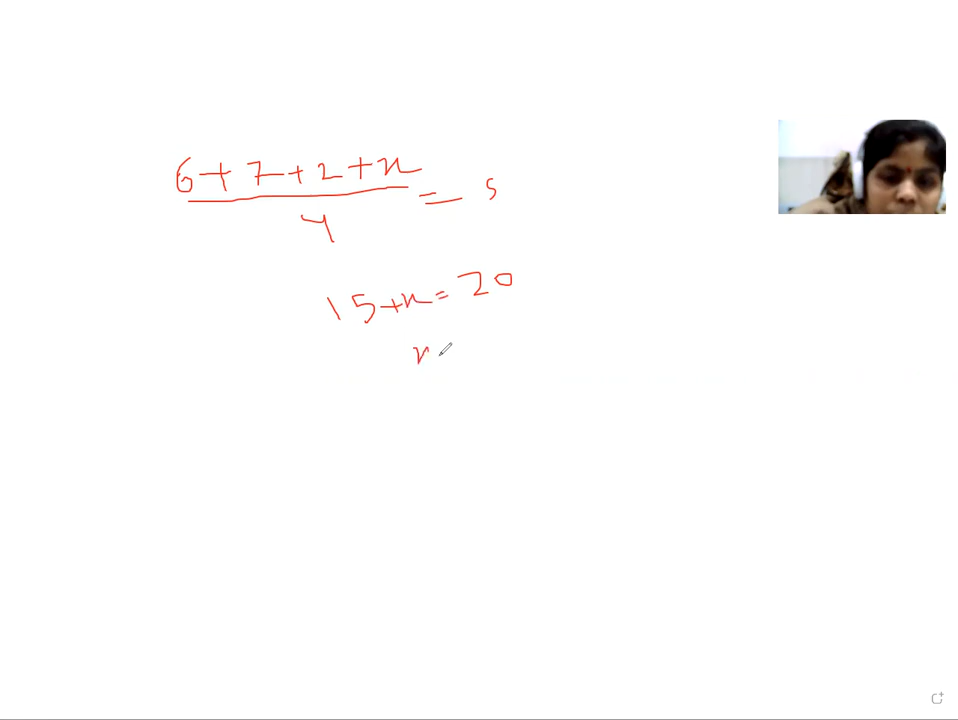 6+7+2+x
= 5
4
15+x=20
x